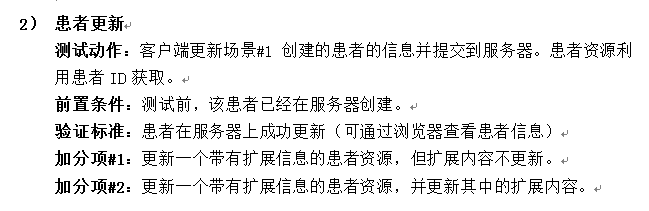 2） 患者更新
测试动作：客户端更新场景#1 创建的患者的信息并提交到服务器。患者资源利
用患者 ID 获取。
前置条件：测试前，该患者已经在服务器创建。
验证标准：患者在服务器上成功更新（可通过浏览器查看患者信息）
加分项#1：更新一个带有扩展信息的患者资源，但扩展内容不更新。
加分项#2：更新一个带有扩展信息的患者资源，并更新其中的扩展内容。